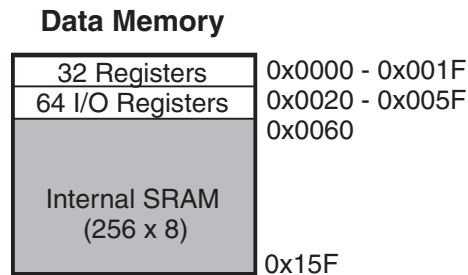 Data Memory
32 Registers 0x0000 - 0x001F
64 I/O Registers 0x0020 - 0x005F
0x0060
Internal SRAM
(256 x 8)
0x15F